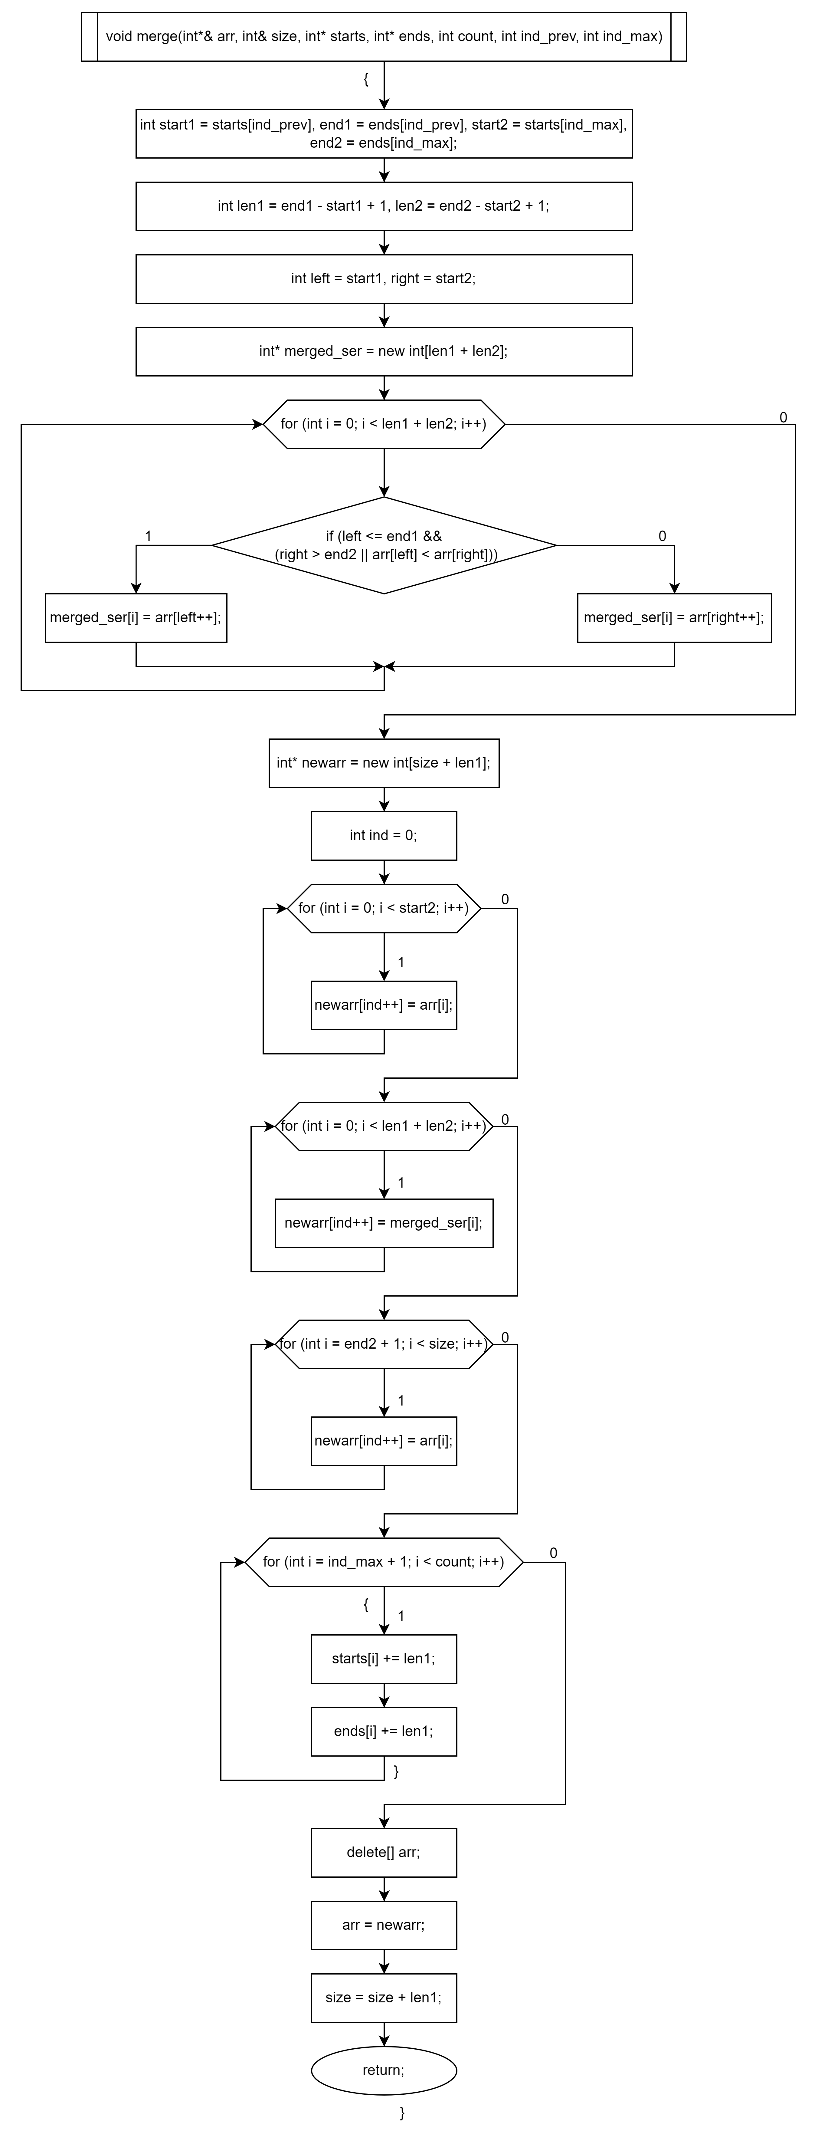 void merge(int*& arr, int& size, int* starts, int* ends, int count, int ind_prev, int ind_max)
{
int start1 = starts[ind_prev], end1 = ends[ind_prev], start2 = starts[ind_max],
end2 = ends[ind_max];
int len1 = end1 - start1 + 1, len2 = end2 - start2 + 1;
int left = start1, right = start2;
int* merged_ser = new int[len1 + len2];
for (int i = 0; i < len1 + len2; i++)
0
if (left <= end1 &&
(right > end2 || arr[left] < arr[right]))
1
0
merged_ser[i] = arr[left++];
merged_ser[i] = arr[right++];
int* newarr = new int[size + len1];
int ind = 0;
for (int i = 0; i < start2; i++)
0
1
newarr[ind++] = arr[i];
for (int i = 0; i < len1 + len2; i++)
0
1
newarr[ind++] = merged_ser[i];
for (int i = end2 + 1; i < size; i++)
0
1
newarr[ind++] = arr[i];
for (int i = ind_max + 1; i < count; i++)
0
{
1
starts[i] += len1;
ends[i] += len1;
}
delete[] arr;
arr = newarr;
size = size + len1;
return;
}